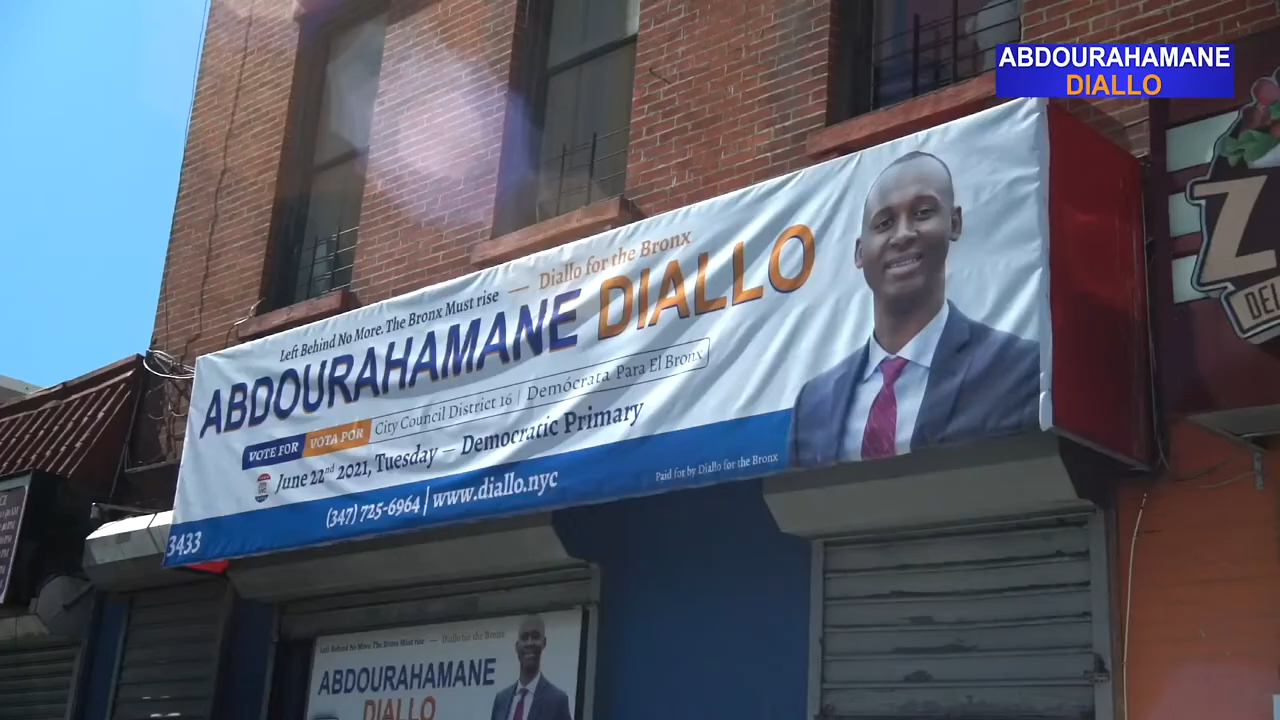 ABDOURAHAMANE
DIALLO
Left Behind No More. The Bronx Must rise — Diallo for the Bronx
ABDOURAHAMANE DIALLO
VOTE FOR VOTA POR City Council District 16 | Demócrata Para El Bronx
June 22nd 2021, Tuesday — Democratic Primary
(347) 725-6964 | www.diallo.nyc
Paid for by Diallo for the Bronx
3433
Z
DEL
Left Behind No More. The Bronx Must rise — Diallo for the Bronx
ABDOURAHAMANE
DIALLO